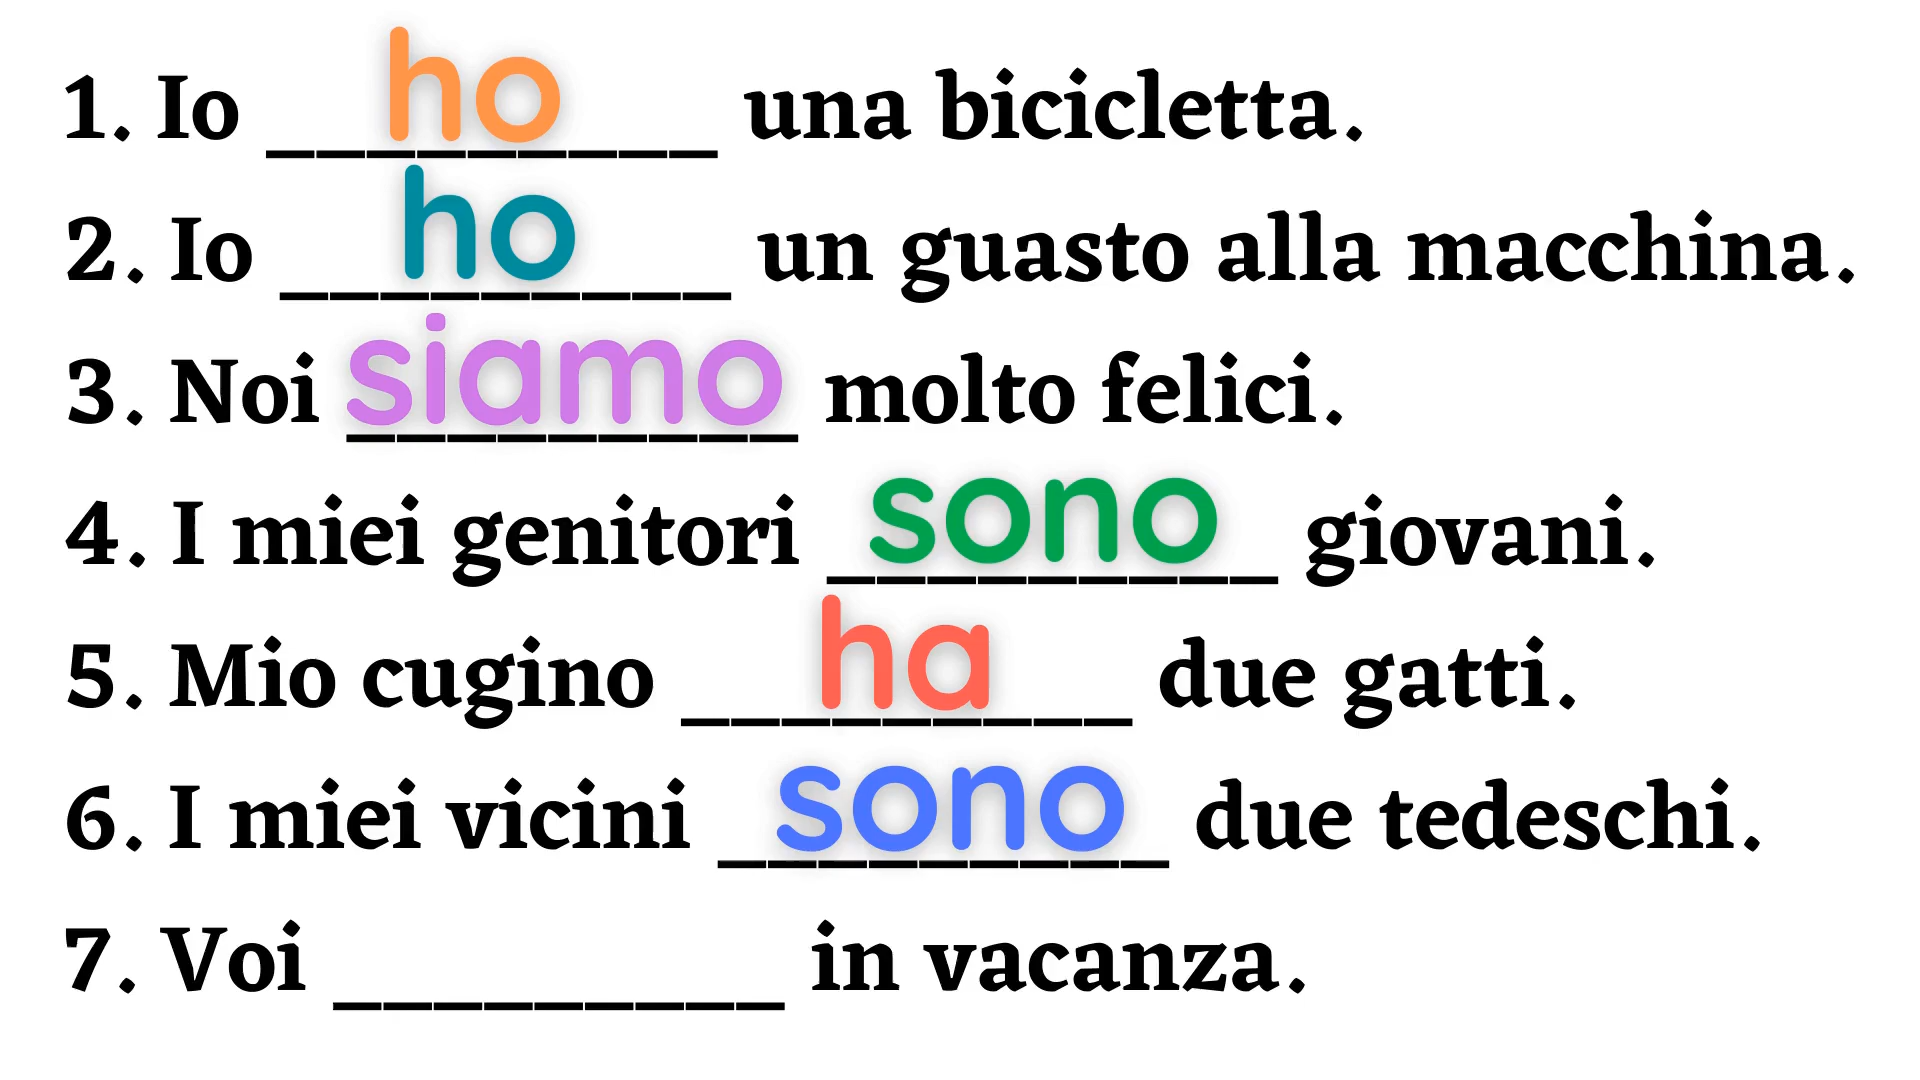 1. Io ho una bicicletta.
2. Io ho un guasto alla macchina.
3. Noi siamo molto felici.
4. I miei genitori sono giovani.
5. Mio cugino ha due gatti.
6. I miei vicini sono due tedeschi.
7. Voi _________ in vacanza.